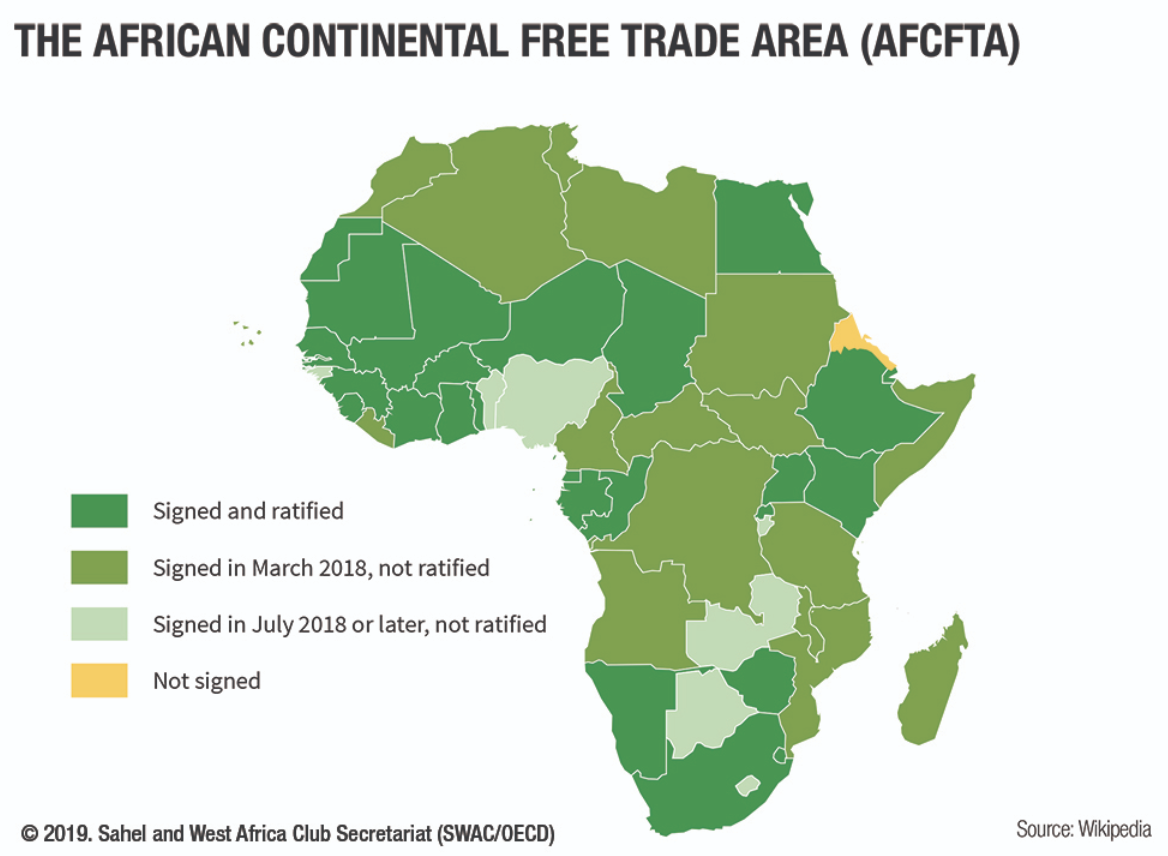 THE AFRICAN CONTINENTAL FREE TRADE AREA (AFCFTA)
Signed and ratified
Signed in March 2018, not ratified
Signed in July 2018 or later, not ratified
Not signed
© 2019. Sahel and West Africa Club Secretariat (SWAC/OECD)
Source: Wikipedia